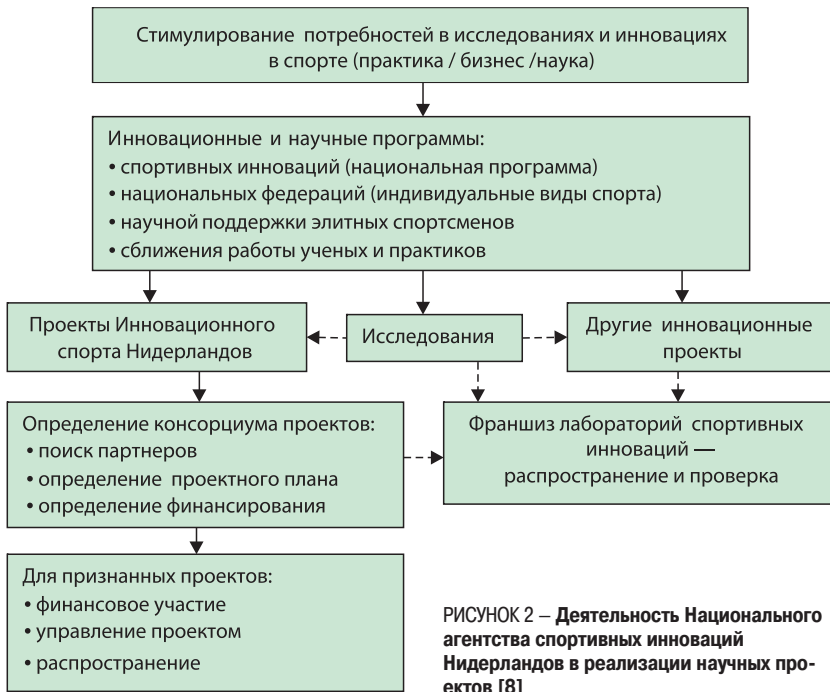 Стимулирование потребностей в исследованиях и инновациях
в спорте (практика / бизнес /наука)
Инновационные и научные программы:
• спортивных инноваций (национальная программа)
• национальных федераций (индивидуальные виды спорта)
• научной поддержки элитных спортсменов
• сближения работы ученых и практиков
Проекты Инновационного
спорта Нидерландов
Исследования
Другие инновационные
проекты
Определение консорциума проектов:
• поиск партнеров
• определение проектного плана
• определение финансирования
Франшиз лабораторий спортивных
инноваций —
распространение и проверка
Для признанных проектов:
• финансовое участие
• управление проектом
• распространение
РИСУНОК 2 – Деятельность Национального
агентства спортивных инноваций
Нидерландов в реализации научных про-
ектов [8]